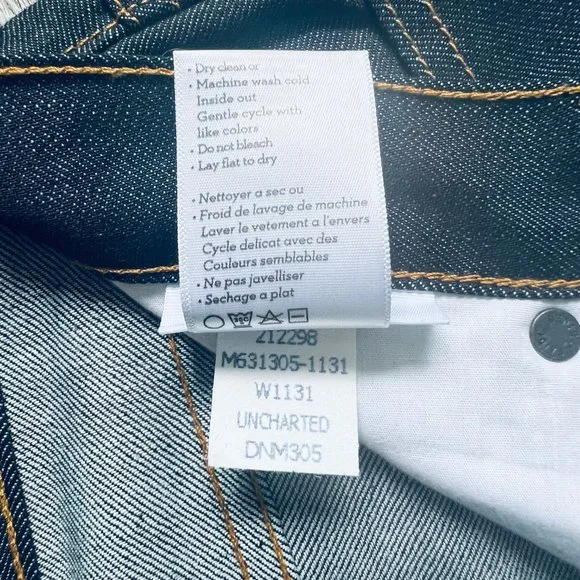 • Dry clean or
• Machine wash cold
Inside out
Gentle cycle with
like colors
• Do not bleach
• Lay flat to dry
• Nettoyer a sec ou
• Froid de lavage de machine
Laver le vetement a l'envers
Cycle delicat avec des
Couleurs semblables
• Ne pas javelliser
• Sechage a plat
212298
M631305-1131
W1131
UNCHARTED
DNM305